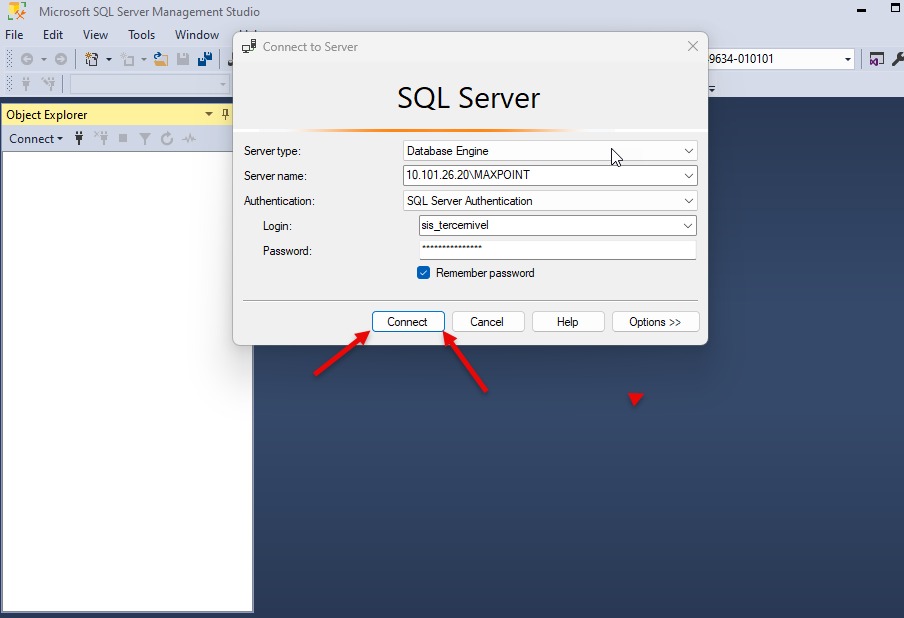 Microsoft SQL Server Management Studio
File Edit View Tools Window
Connect to Server
9634-010101
SQL Server
Object Explorer
Connect
Server type: Database Engine
Server name: 10.101.26.20\MAXPOINT
Authentication: SQL Server Authentication
Login: sis_tercernivel
Password: ***************
Remember password
Connect Cancel Help Options >>